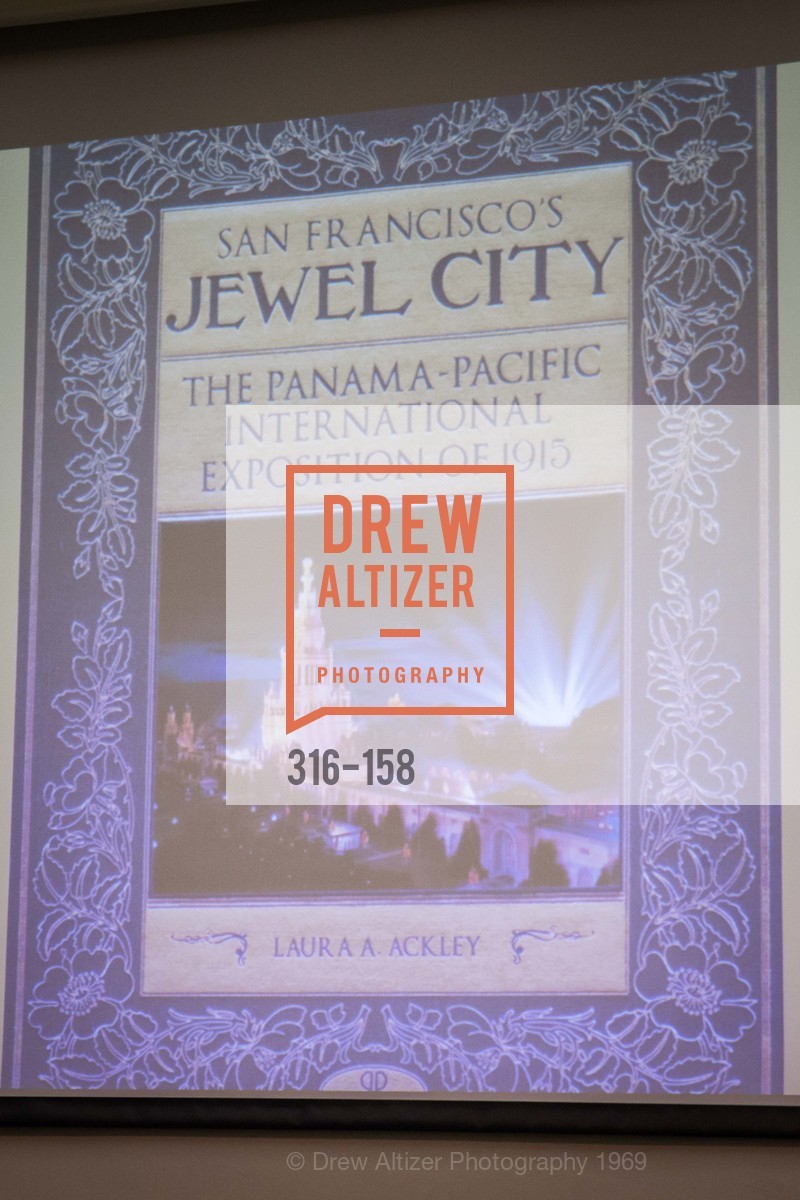 SAN FRANCISCO'S
JEWEL CITY
THE PANAMA-PACIFIC
INTERNATIONAL
EXPOSITION OF 1915
DREW
ALTIZER
PHOTOGRAPHY
316-158
LAURA A. ACKLEY
© Drew Altizer Photography 1969